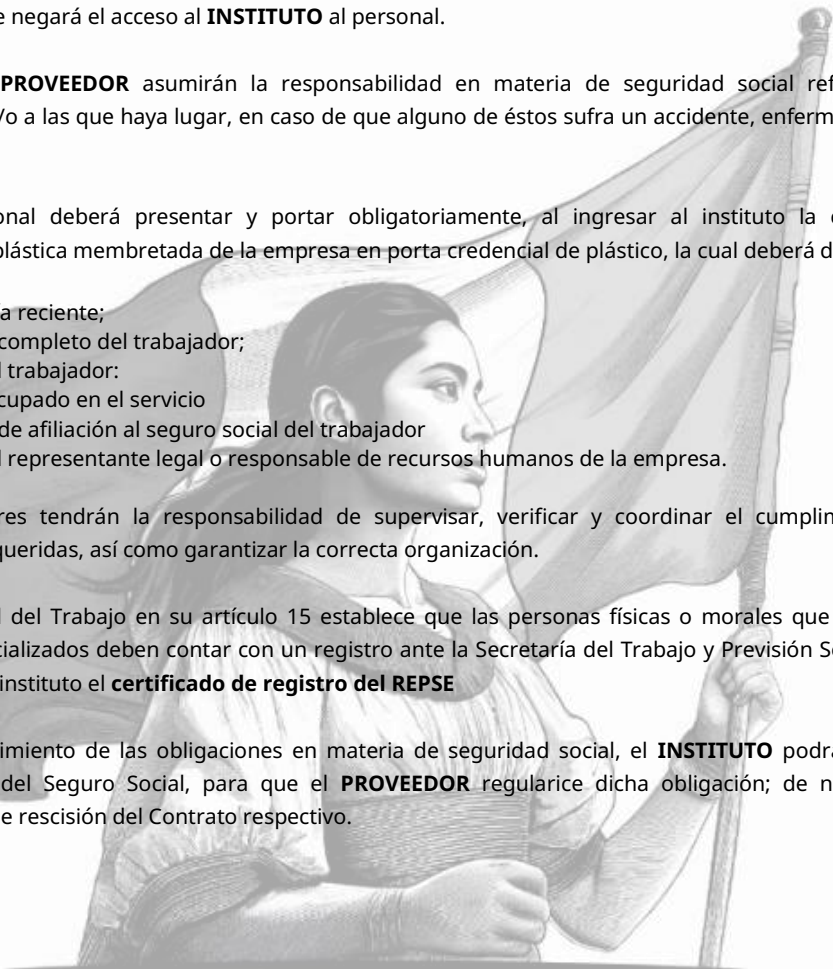 e negará el acceso al INSTITUTO al personal.
PROVEEDOR asumirán la responsabilidad en materia de seguridad social ref
/o a las que haya lugar, en caso de que alguno de éstos sufra un accidente, enferm
onal deberá presentar y portar obligatoriamente, al ingresar al instituto la
plástica membretada de la empresa en porta credencial de plástico, la cual deberá d
a reciente;
completo del trabajador;
l trabajador:
cupado en el servicio
de afiliación al seguro social del trabajador
l representante legal o responsable de recursos humanos de la empresa.
res tendrán la responsabilidad de supervisar, verificar y coordinar el cumplin
queridas, así como garantizar la correcta organización.
l del Trabajo en su artículo 15 establece que las personas físicas o morales que
cializados deben contar con un registro ante la Secretaría del Trabajo y Previsión So
instituto el certificado de registro del REPSE
imiento de las obligaciones en materia de seguridad social, el INSTITUTO podrá
del Seguro Social, para que el PROVEEDOR regularice dicha obligación; de n
e rescisión del Contrato respectivo.